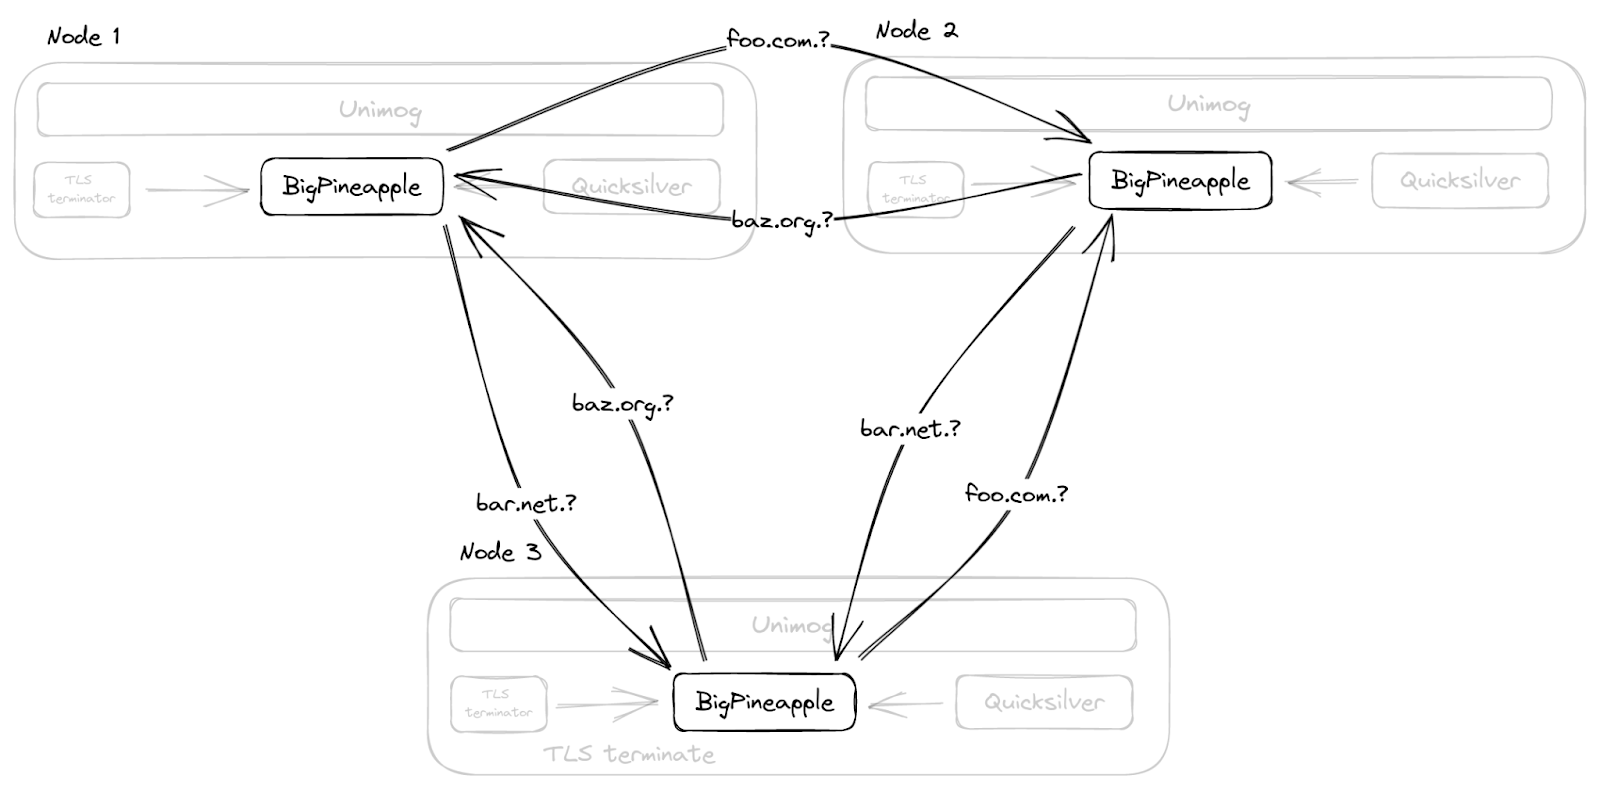 Node 1
foo.com.?
Node 2
Unimog
Unimog
TLS
terminator
BigPineapple
Quicksilver
TLS
terminator
BigPineapple
Quicksilver
baz.org.?
baz.org.?
bar.net.?
bar.net.?
foo.com.?
Node 3
Unimog
TLS
terminator
BigPineapple
Quicksilver
TLS terminate